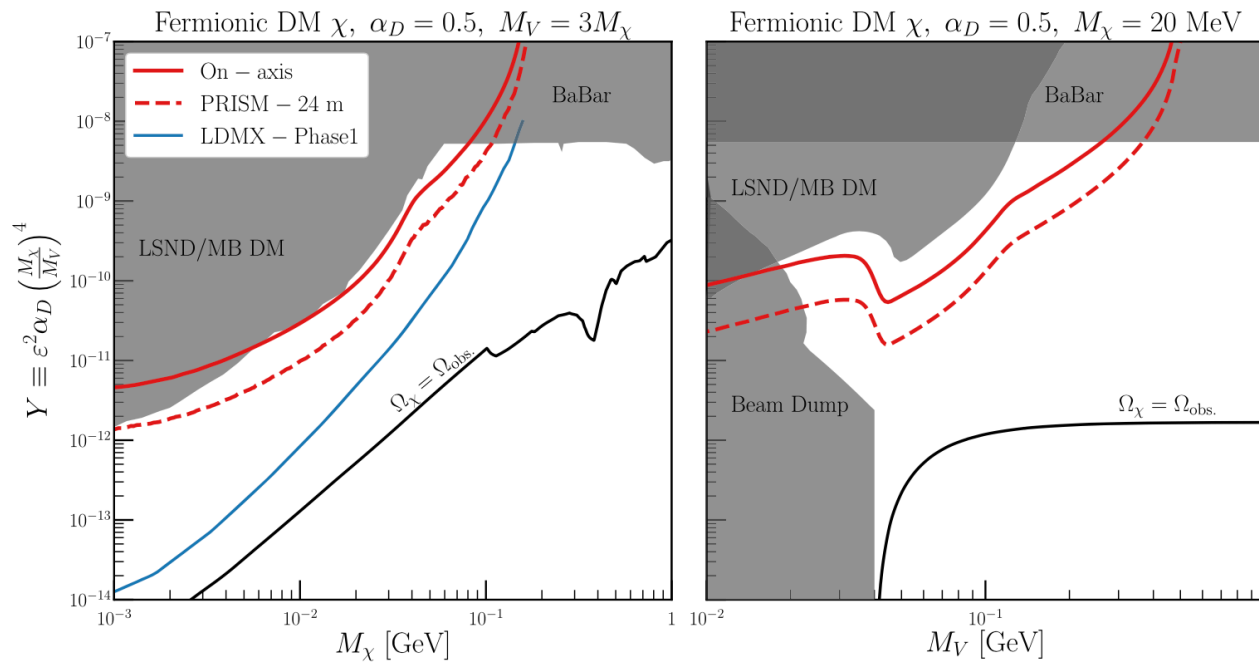 Fermionic DM χ, α_D = 0.5, M_V = 3M_χ
10⁻⁷
10⁻⁸
10⁻⁹
10⁻¹⁰
10⁻¹¹
10⁻¹²
10⁻¹³
10⁻¹⁴
Y ≡ ε²α_D (M_χ/M_V)⁴
On − axis
PRISM − 24 m
LDMX − Phase1
BaBar
LSND/MB DM
Ω_χ = Ω_obs.
10⁻³ 10⁻² 10⁻¹ 1
M_χ [GeV]
Fermionic DM χ, α_D = 0.5, M_χ = 20 MeV
BaBar
LSND/MB DM
Beam Dump
Ω_χ = Ω_obs.
10⁻² 10⁻¹
M_V [GeV]